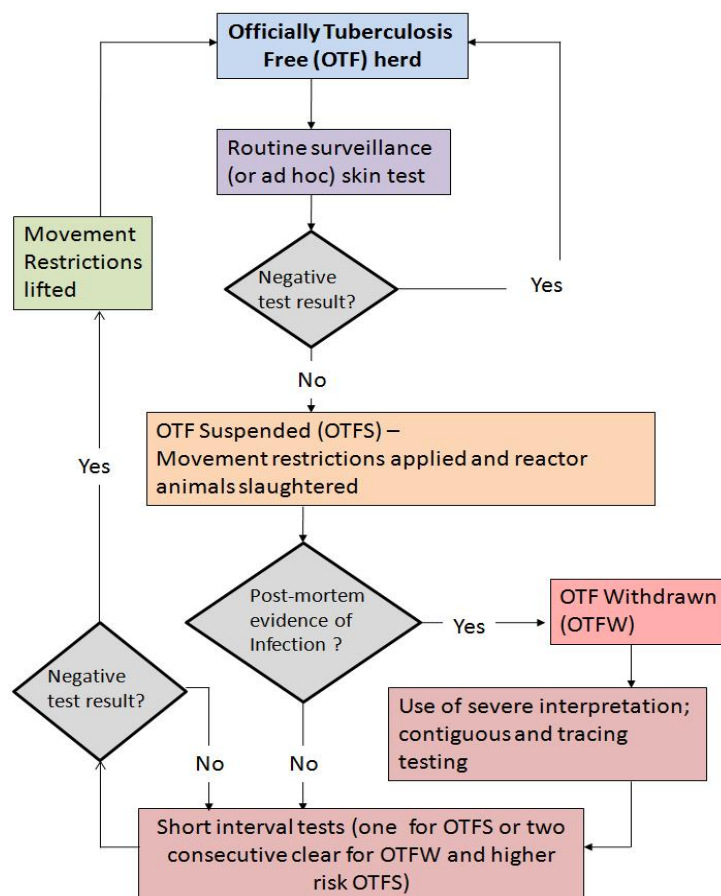 Officially Tuberculosis
Free (OTF) herd
Routine surveillance
(or ad hoc) skin test
Movement
Restrictions
lifted
Negative
test result?
Yes
No
OTF Suspended (OTFS) –
Movement restrictions applied and reactor
animals slaughtered
Yes
Post-mortem
evidence of
Infection ?
Yes
OTF Withdrawn
(OTFW)
Negative
test result?
Use of severe interpretation;
contiguous and tracing
testing
No
No
Short interval tests (one for OTFS or two
consecutive clear for OTFW and higher
risk OTFS)